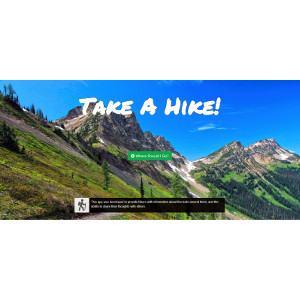 Take A Hike!
Where Should I Go?
This app was developed to provide hikers with information about the trails around them, and the
ability to share their thoughts with others.